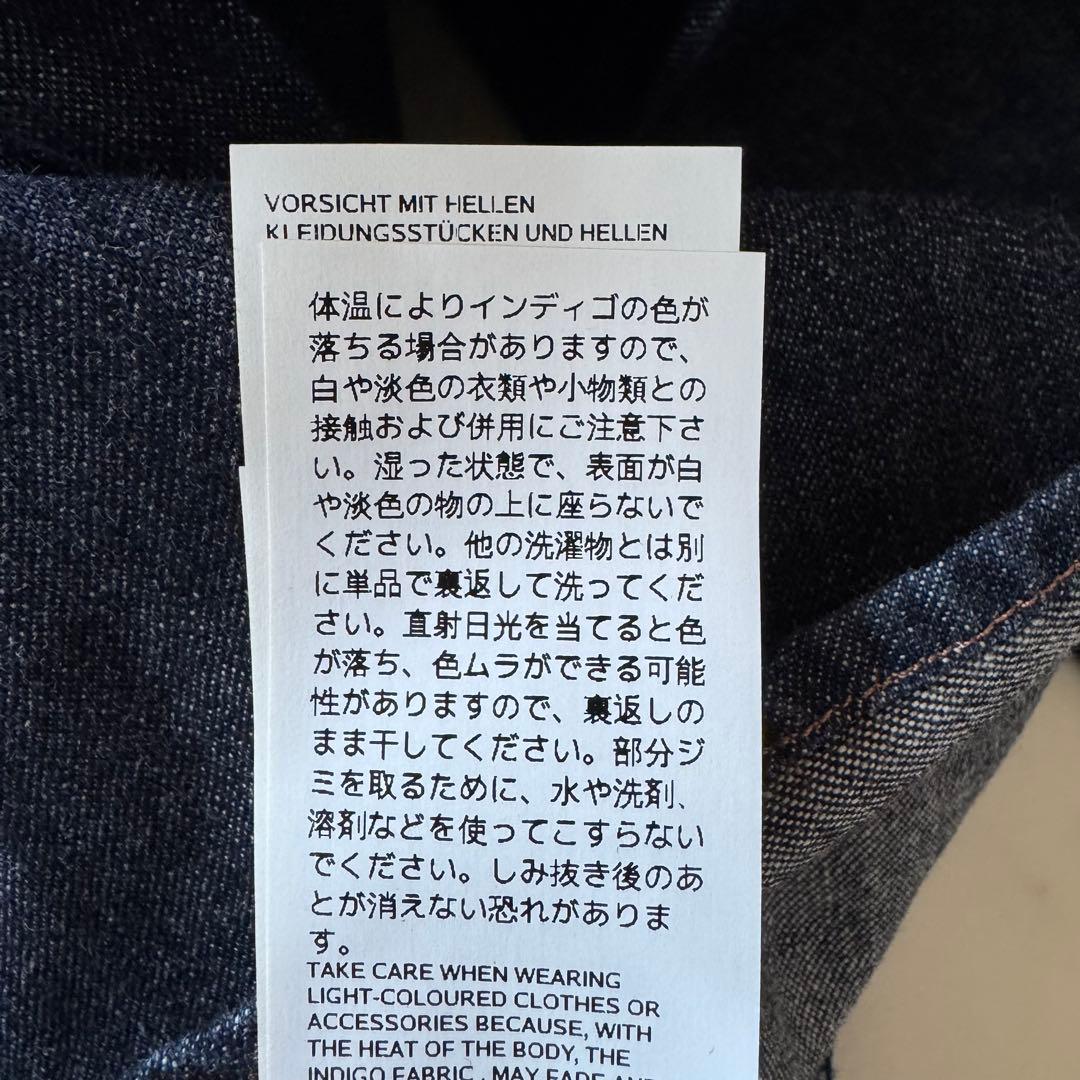 VORSICHT MIT HELLEN
KLEIDUNGSSTÜCKEN UND HELLEN
体温によりインディゴの色が
落ちる場合がありますので、
白や淡色の衣類や小物類との
接触および併用にご注意下さ
い。湿った状態で、表面が白
や淡色の物の上に座らないで
ください。他の洗濯物とは別
に単品で裏返して洗ってくだ
さい。直射日光を当てると色
が落ち、色ムラができる可能
性がありますので、裏返しの
まま干してください。部分ジ
ミを取るために、水や洗剤、
溶剤などを使ってこすらない
でください。しみ抜き後のあ
とが消えない恐れがありま
す。
TAKE CARE WHEN WEARING
LIGHT-COLOURED CLOTHES OR
ACCESSORIES BECAUSE, WITH
THE HEAT OF THE BODY, THE
INDIGO FABRIC , MAY FADE AND